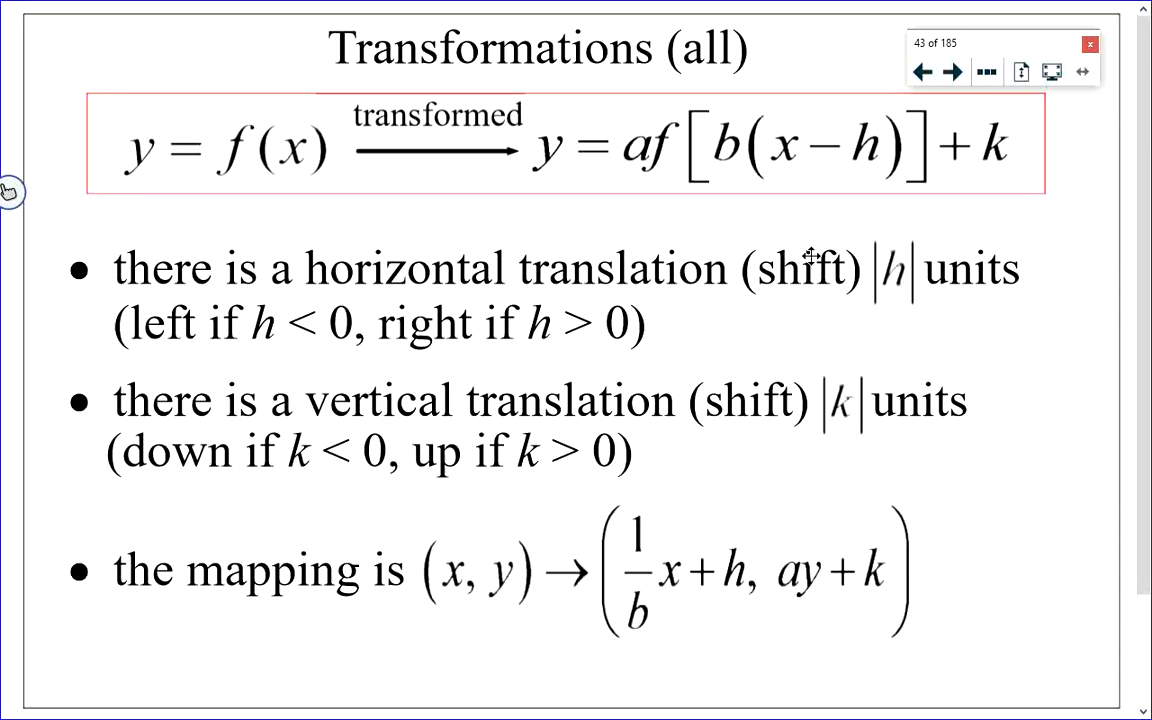 Transformations (all)
43 of 185
x
y = f(x) transformed⟶ y = af[b(x − h)] + k
• there is a horizontal translation (shift) |h| units
(left if h < 0, right if h > 0)
• there is a vertical translation (shift) |k| units
(down if k < 0, up if k > 0)
• the mapping is (x, y) → (1/b x + h, ay + k)